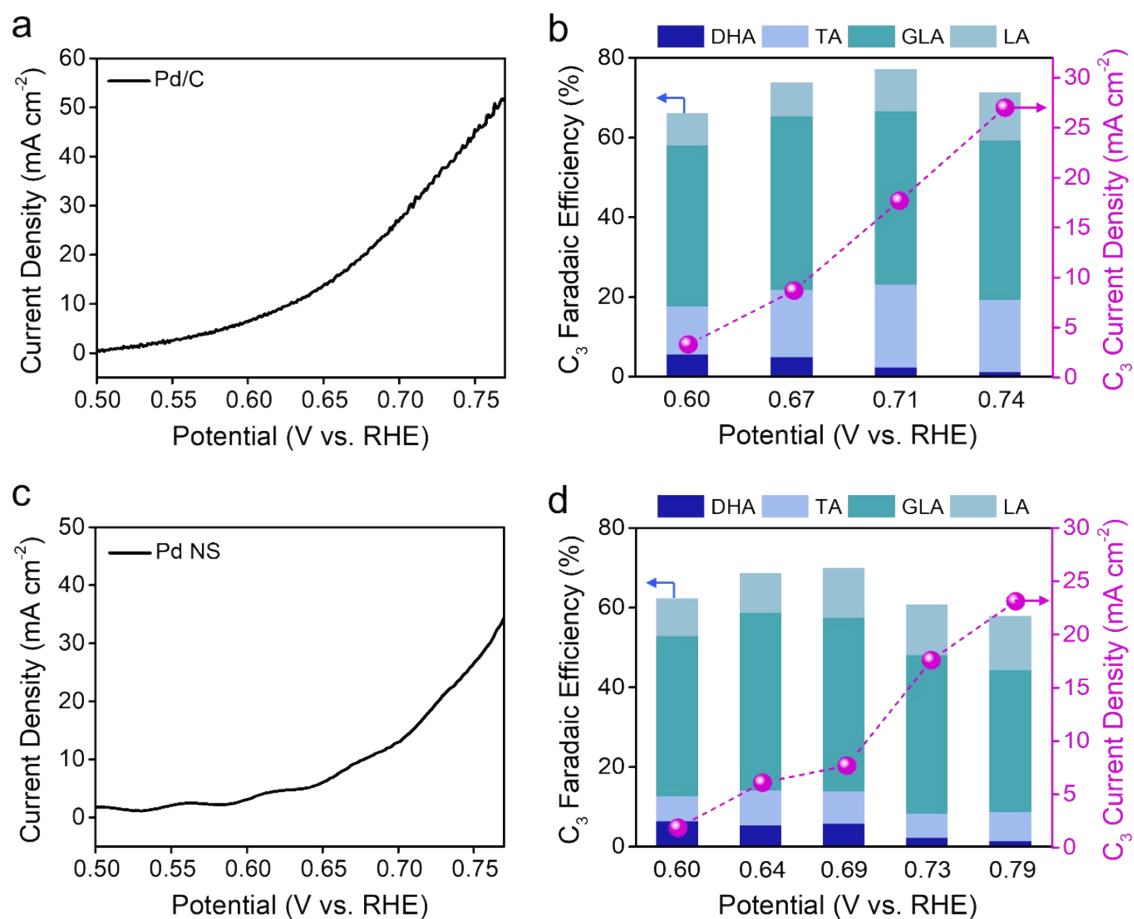 a
Pd/C
Current Density (mA cm⁻²)
60
50
40
30
20
10
0
0.50 0.55 0.60 0.65 0.70 0.75
Potential (V vs. RHE)
b
DHA TA GLA LA
C₃ Faradaic Efficiency (%)
80
60
40
20
0
0.60 0.67 0.71 0.74
Potential (V vs. RHE)
30
25
20
15
10
5
0
C₃ Current Density (mA cm⁻²)
c
Pd NS
Current Density (mA cm⁻²)
50
40
30
20
10
0
0.50 0.55 0.60 0.65 0.70 0.75
Potential (V vs. RHE)
d
DHA TA GLA LA
C₃ Faradaic Efficiency (%)
80
60
40
20
0
0.60 0.64 0.69 0.73 0.79
Potential (V vs. RHE)
30
25
20
15
10
5
0
C₃ Current Density (mA cm⁻²)